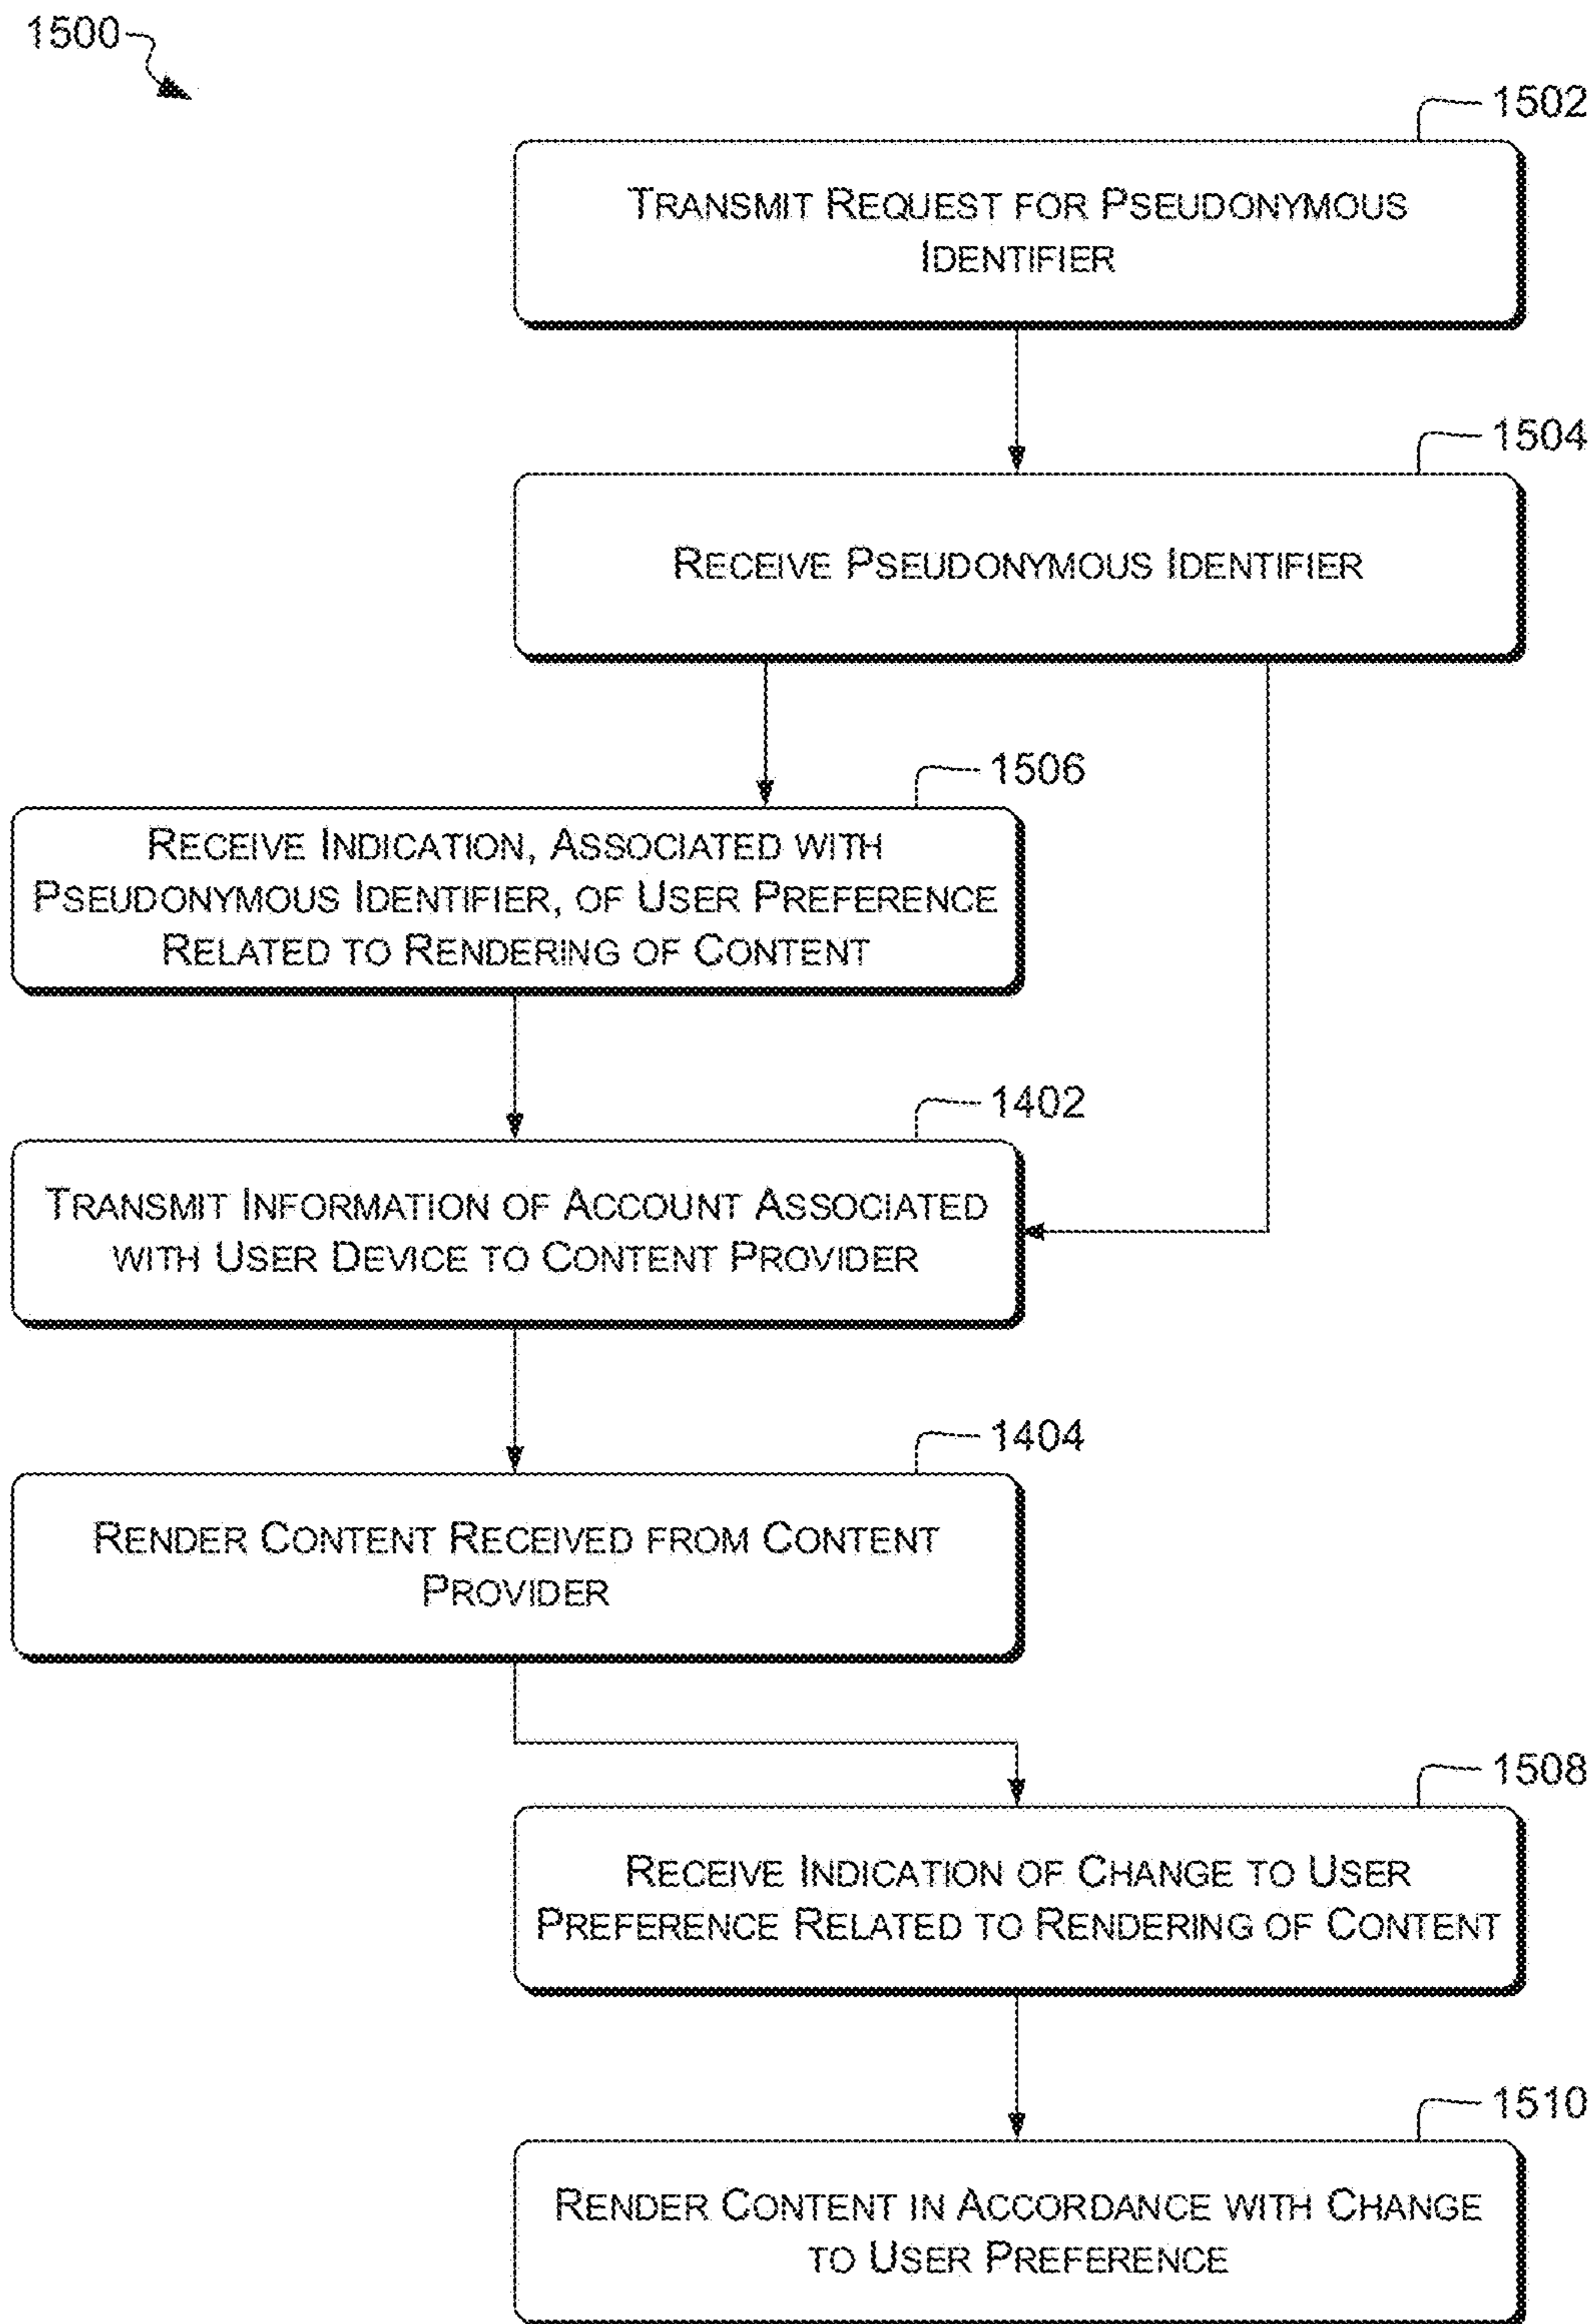 1500
1502
TRANSMIT REQUEST FOR PSEUDONYMOUS
IDENTIFIER
1504
RECEIVE PSEUDONYMOUS IDENTIFIER
1506
RECEIVE INDICATION, ASSOCIATED WITH
PSEUDONYMOUS IDENTIFIER, OF USER PREFERENCE
RELATED TO RENDERING OF CONTENT
1402
TRANSMIT INFORMATION OF ACCOUNT ASSOCIATED
WITH USER DEVICE TO CONTENT PROVIDER
1404
RENDER CONTENT RECEIVED FROM CONTENT
PROVIDER
1508
RECEIVE INDICATION OF CHANGE TO USER
PREFERENCE RELATED TO RENDERING OF CONTENT
1510
RENDER CONTENT IN ACCORDANCE WITH CHANGE
TO USER PREFERENCE